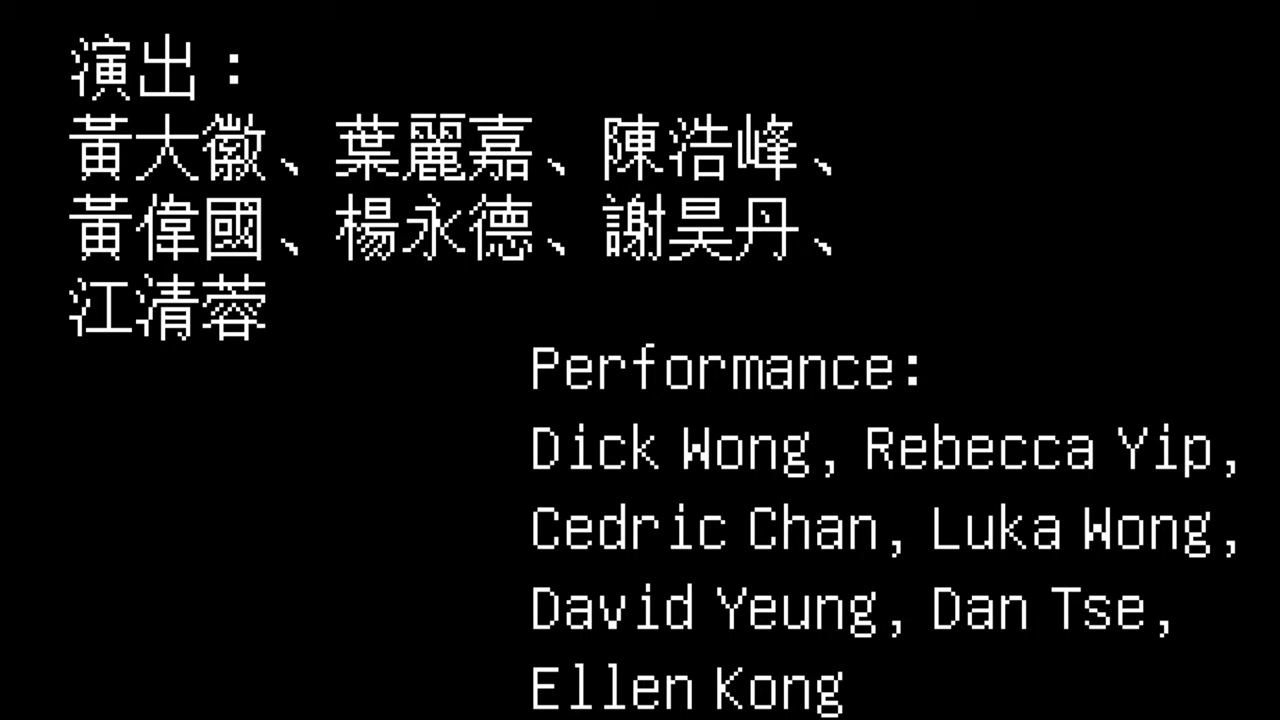 演出：
黃大徽、葉麗嘉、陳浩峰、
黃偉國、楊永德、謝昊丹、
江清蓉
Performance:
Dick Wong, Rebecca Yip,
Cedric Chan, Luka Wong,
David Yeung, Dan Tse,
Ellen Kong